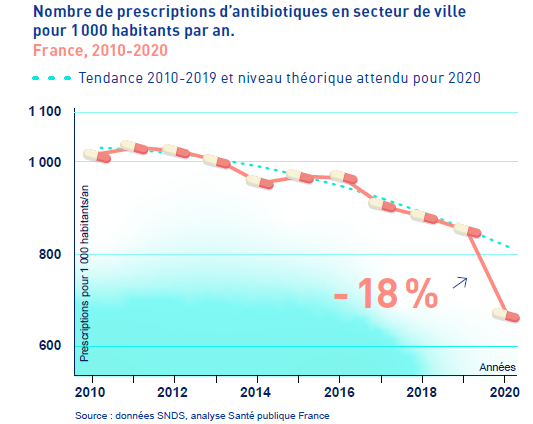 Nombre de prescriptions d'antibiotiques en secteur de ville
pour 1 000 habitants par an.
France, 2010-2020
Tendance 2010-2019 et niveau théorique attendu pour 2020
1 100
1 000
800
600
Prescriptions pour 1 000 habitants/an
- 18 %
Années
2010 2012 2014 2016 2018 2020
Source : données SNDS, analyse Santé publique France